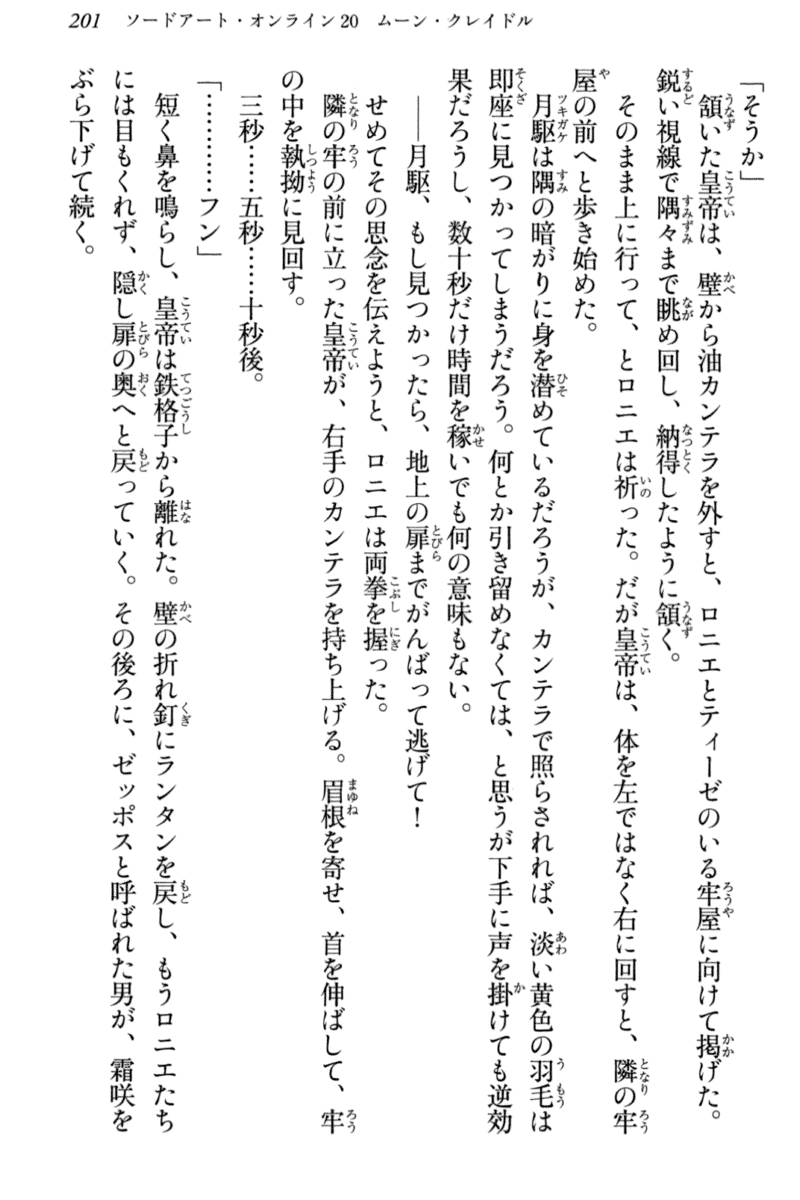 201 ソードアート・オンライン20 ムーン・クレイドル
「そうか」
頷いた皇帝は、壁から油カンテラを外すと、ロニエとティーゼのいる牢屋に向けて掲げた。
鋭い視線で隅々まで眺め回し、納得したように頷く。
そのまま上に行って、とロニエは祈った。だが皇帝は、体を左ではなく右に回すと、隣の牢
屋の前へと歩き始めた。
月駆は隅の暗がりに身を潜めているだろうが、カンテラで照らされれば、淡い黄色の羽毛は
即座に見つかってしまうだろう。何とか引き留めなくては、と思うが下手に声を掛けても逆効
果だろうし、数十秒だけ時間を稼いでも何の意味もない。
――月駆、もし見つかったら、地上の扉までがんばって逃げて！
せめてその思念を伝えようと、ロニエは両拳を握った。
隣の牢の前に立った皇帝が、右手のカンテラを持ち上げる。眉根を寄せ、首を伸ばして、牢
の中を執拗に見回す。
三秒……五秒……十秒後。
「…………フン」
短く鼻を鳴らし、皇帝は鉄格子から離れた。壁の折れ釘にランタンを戻し、もうロニエたち
には目もくれず、隠し扉の奥へと戻っていく。その後ろに、ゼッポスと呼ばれた男が、霜咲を
ぶら下げて続く。